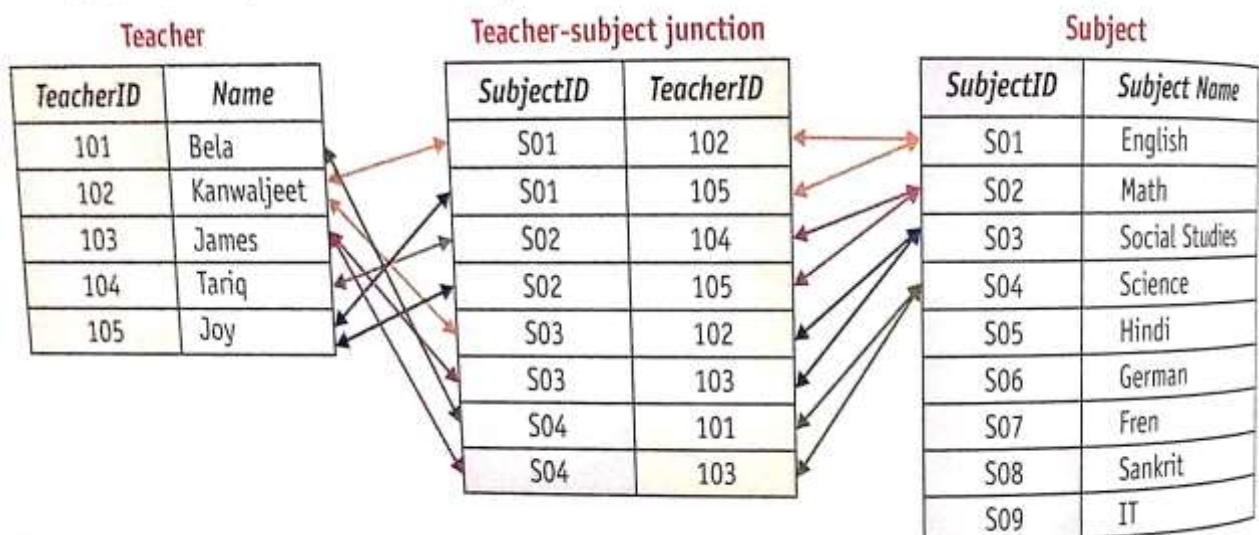 Teacher
TeacherID Name
101 Bela
102 Kanwaljeet
103 James
104 Tariq
105 Joy
Teacher-subject junction
SubjectID TeacherID
S01 102
S01 105
S02 104
S02 105
S03 102
S03 103
S04 101
S04 103
Subject
SubjectID Subject Name
S01 English
S02 Math
S03 Social Studies
S04 Science
S05 Hindi
S06 German
S07 Fren
S08 Sankrit
S09 IT